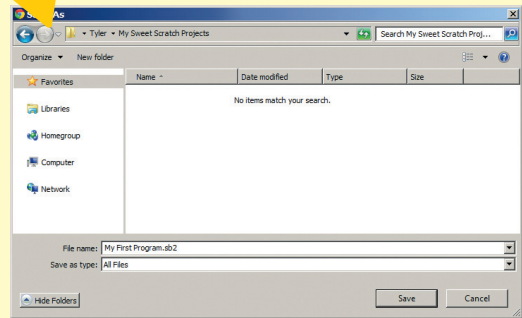 As
Tyler My Sweet Scratch Projects Search My Sweet Scratch Proj...
Organize New folder
Favorites
Libraries
Homegroup
Computer
Network
Name Date modified Type Size
No items match your search.
File name: My First Program.sb2
Save as type: All Files
Hide Folders Save Cancel